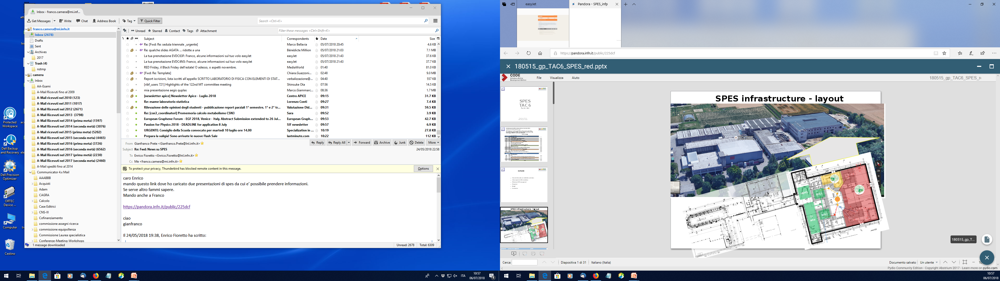 Inbox - franco.camera@mi.inf...
Get Messages
Write
Chat
Address Book
Tag
Quick Filter
Search <Ctrl+K>
franco.camera@mi.infn.it
Inbox (2678)
Drafts
Sent
Archives
2017
Trash (4)
nstmp
camera
Inbox
AA-Esami
A-Mail Ricevuti fino al 2009
A-Mail ricevuti nel 2010 (123)
A-Mail ricevuti nel 2011 (1017)
A-Mail Ricevuti nel 2012 (2671)
A-Mail Ricevuti nel 2013 (3798)
A-Mail Ricevuti nel 2014 (prima meta) (1597)
A-Mail Ricevuti nel 2014 (seconda metà) (3076)
A-Mail ricevuti nel 2015 (prima meta) (5202)
A-Mail Ricevuti nel 2015 (seconda meta) (4465)
A-Mail Ricevuti nel 2016 (prima meta) (3726)
A-Mail Ricevuti nel 2016 (seconda meta) (6562)
A-Mail Ricevuti nel 2017 (prima metà) (2230)
A-Mail Ricevuti nel 2017 (seconda meta) (2460)
A-Mail spediti fino al 2014
Communicator 4.x Mail
AAABBB
Acquisti
Adam
CAGRA
Calcolo
Case Editrici
CNS-III
Cofinanziamento
commissione assegni ricerca
commissione equipollenza
Commissione Laurea specialistica
Conferenze-Meeting-Workshops
1 message downloaded
Unread
Starred
Contact
Tags
Attachment
Filter these messages <Ctrl+Shift+K>
Subject Correspondents Date Size
Re: [Fwd: Re: seduta triennale _urgente] Marco Bellavia 05/07/2018 20:45 4.6 KB
Re: qualche slides AGATA ... ridotte a una Bénédicte Million 05/07/2018 21:03 7.1 MB
La tua prenotazione EVDC63F: Franco, alcune informazioni sul tuo volo easyJet easyJet 05/07/2018 21:43 37.6 KB
La tua prenotazione EVDC4N5: Franco, alcune informazioni sul tuo volo easyJet easyJet 05/07/2018 21:43 37.7 KB
RED Friday, il Black Friday dell'estate! O adesso, o aspetti novembre. MediaWorld 01:40 81.0 KB
[Fwd: Re: Template] Chiara.Guazzoni... 02:48 9.0 MB
Report iscrizioni, lista iscritti all'appello SCRITTO LABORATORIO DI FISICA CON ELEMENTI DI STAT... verbalizzazione@... 04:40 557 KB
[ribf_users 721] Highlights of the 122nd MT committee meeting Shinsuke Ota 07:56 14.5 KB
mia presentazione aegis quplas Marco.Giammarc... 08:36 1.7 MB
[newsletter apice] Newsletter Apice - Luglio 2018 Centro APICE 09:15 31.7 KB
Re: esame laboratorio statistica Lorenzo Conti 09:27 7.4 KB
Rilevazione delle opinioni degli studenti - pubblicazione report parziali 1° semestre, 1° e 2° tr... Valutazione Did... 09:31 59.5 KB
Re: [csn3_coordinatori] Promemoria calcolo metabolismo CSN3 Sara 09:52 3.9 KB
European Graphene Forum - EGF 2018, Venice - Italy, Abstract Submission extended to 26 Jul... European Graph... 09:53 42.7 KB
Passion for Physics 2018 - DEADLINE for application 8 July SIF newsletter 09:57 6.9 KB
URGENTE: Consiglio della Scuola convocato per martedì 10 luglio ore 14,00 Specialization in ... 10:19 27.8 KB
Prepara la valigia! Sono arrivate le nuove Flash Sale lastminute.com 10:22 112 KB
From Gianfranco Prete <Gianfranco.Prete@lnl.infn.it>
Reply Reply All Forward Archive Junk Delete More
Subject Re: Fwd: News su SPES 24/05/2018 22:58
To Enrico Fioretto <Enrico.Fioretto@lnl.infn.it>
Cc Me <franco.camera@mi.infn.it>
To protect your privacy, Thunderbird has blocked remote content in this message. Options
caro Enrico
mando questo link dove ho caricato due presentazioni di spes da cui e' possibile prendere informazioni.
Se serve altro fammi sapere.
Mando anche a Franco
https://pandora.infn.it/public/225dcf
ciao
gianfranco
Il 24/05/2018 19:38, Enrico Fioretto ha scritto:
Unread: 2678 Total: 6309
Protected Workspace
Dell Backup and Recovery
Dell Precision Optimizer
ORTEC Device ...
Computer
Cestino
ITA
10:57
06/07/2018
easyJet
Pandora - SPES_infp
https://pandora.infn.it/public/225dcf
180515_gp_TAC6_SPES_red.pptx
CODE
Collabora Online
Development Edition
File Visualizza Aiuto
180515_gp_TAC6_SPES_r
SPES
TAC 6
OUTLOOK
SPES infrastructure - layout
SPES infrastructure - layout
HRMS
1+
area
180515_gp_T...
Cerca:
Diapositiva 1 di 31
Italiano (Italia)
Documento salvato
Un utente
Pydio Community Edition - Copyright Abstrium 2017 - Learn more on pydio.com
10:57
06/07/2018